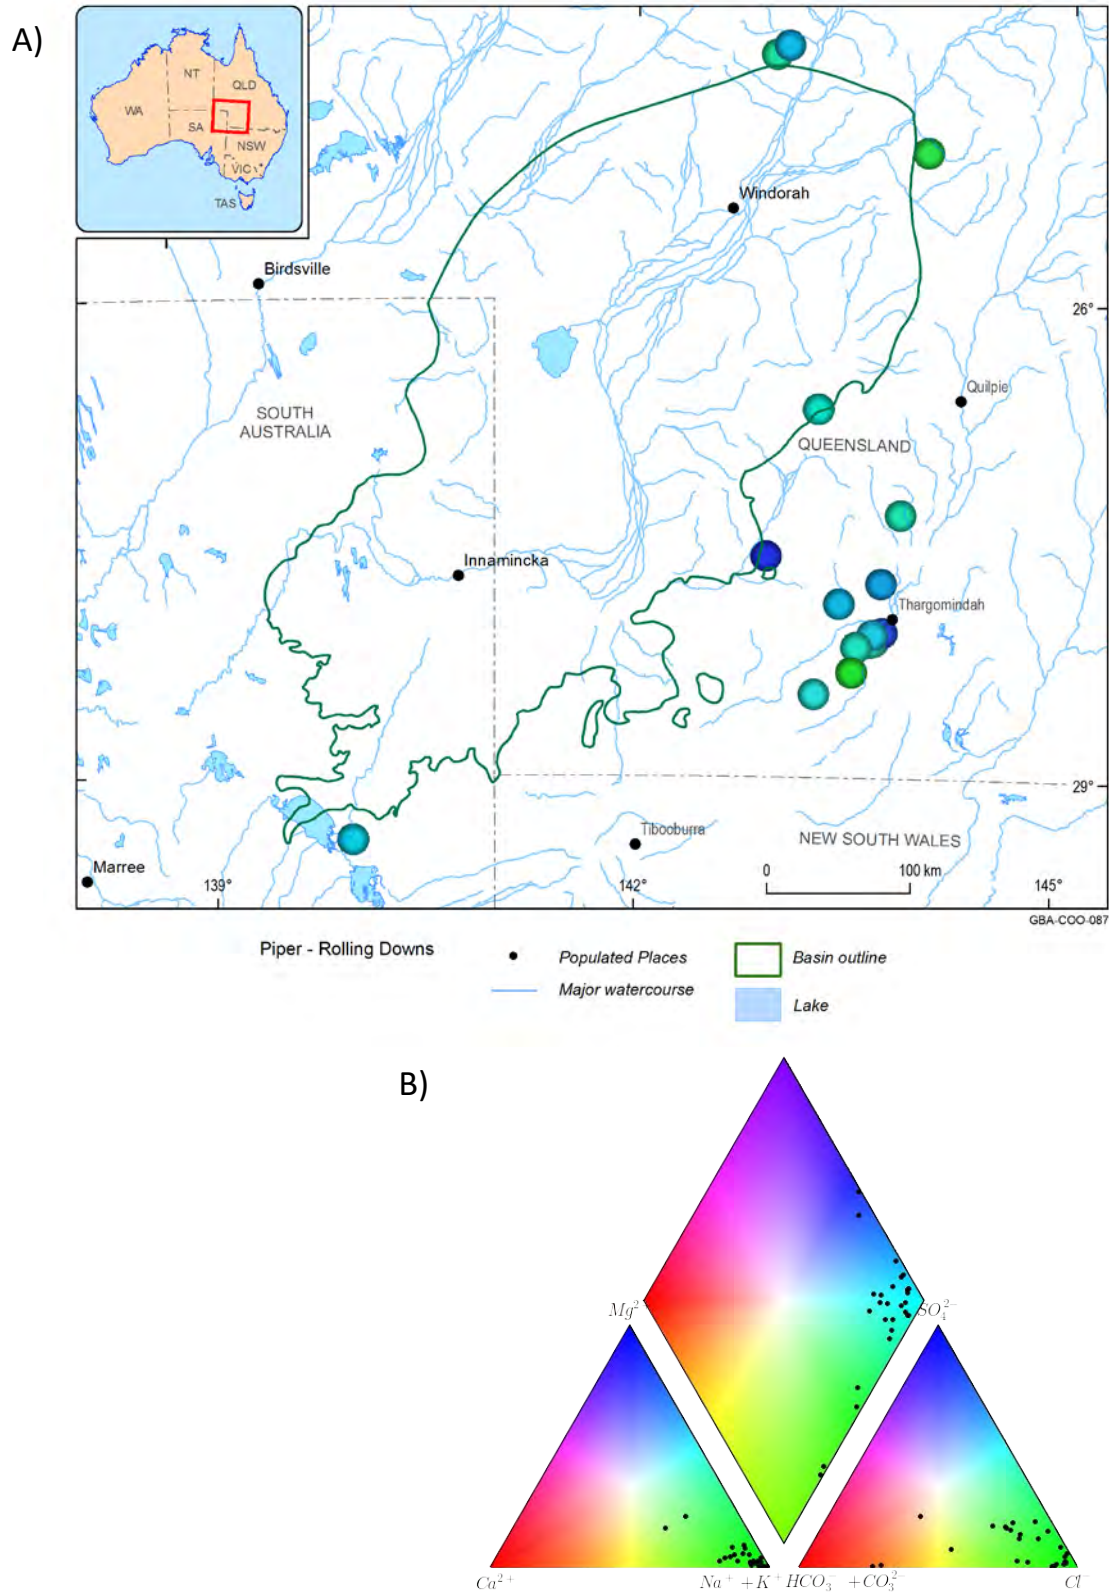 A)
NT
QLD
WA
SA
NSW
VIC
TAS
Windorah
Birdsville
26°
Quilpie
SOUTH
AUSTRALIA
QUEENSLAND
Innamincka
Thargomindah
29°
Tibooburra
NEW SOUTH WALES
Marree
0 100 km
139° 142° 145°
GBA-COO-087
Piper - Rolling Downs
Populated Places
Basin outline
Major watercourse
Lake
B)
Mg²
SO₄²⁻
Ca²⁺
Na⁺ + K⁺
HCO₃⁻ + CO₃²⁻
Cl⁻